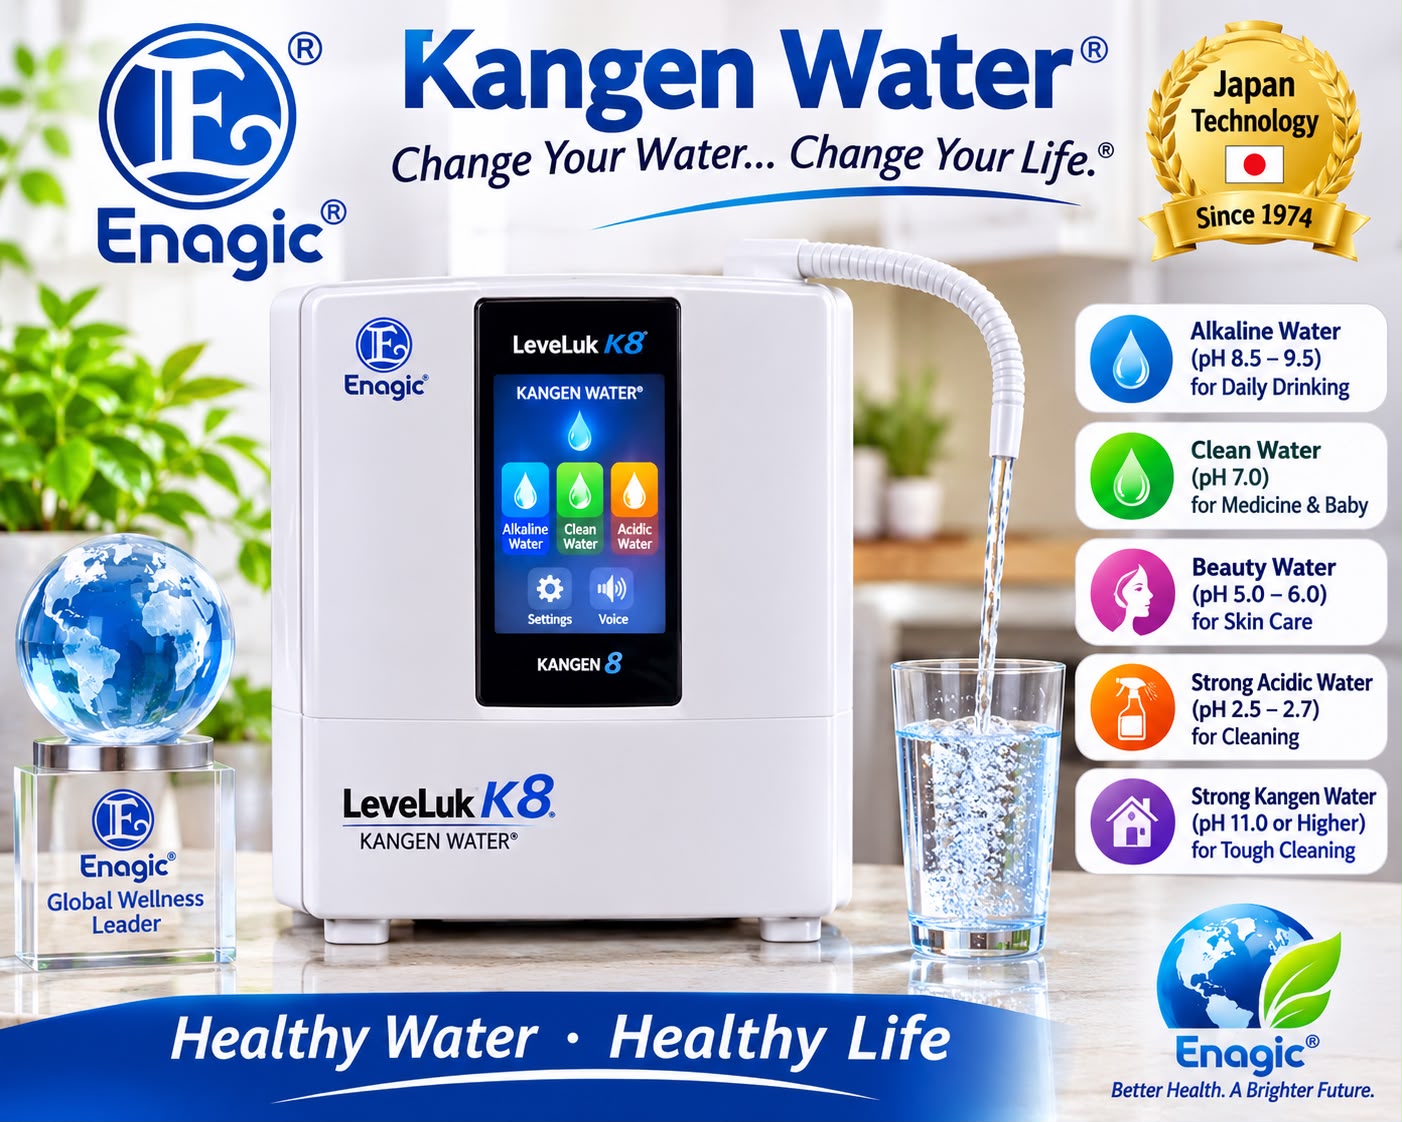 E®
Enagic®
Kangen Water®
Change Your Water... Change Your Life.®
Japan
Technology
Since 1974
E
Enagic®
LeveLuk K8®
KANGEN WATER®
Alkaline
Water
Clean
Water
Acidic
Water
Settings
Voice
KANGEN 8
LeveLuk K8®
KANGEN WATER®
Alkaline Water
(pH 8.5 – 9.5)
for Daily Drinking
Clean Water
(pH 7.0)
for Medicine & Baby
Beauty Water
(pH 5.0 – 6.0)
for Skin Care
Strong Acidic Water
(pH 2.5 – 2.7)
for Cleaning
Strong Kangen Water
(pH 11.0 or Higher)
for Tough Cleaning
E
Enagic®
Global Wellness
Leader
Healthy Water • Healthy Life
Enagic®
Better Health. A Brighter Future.